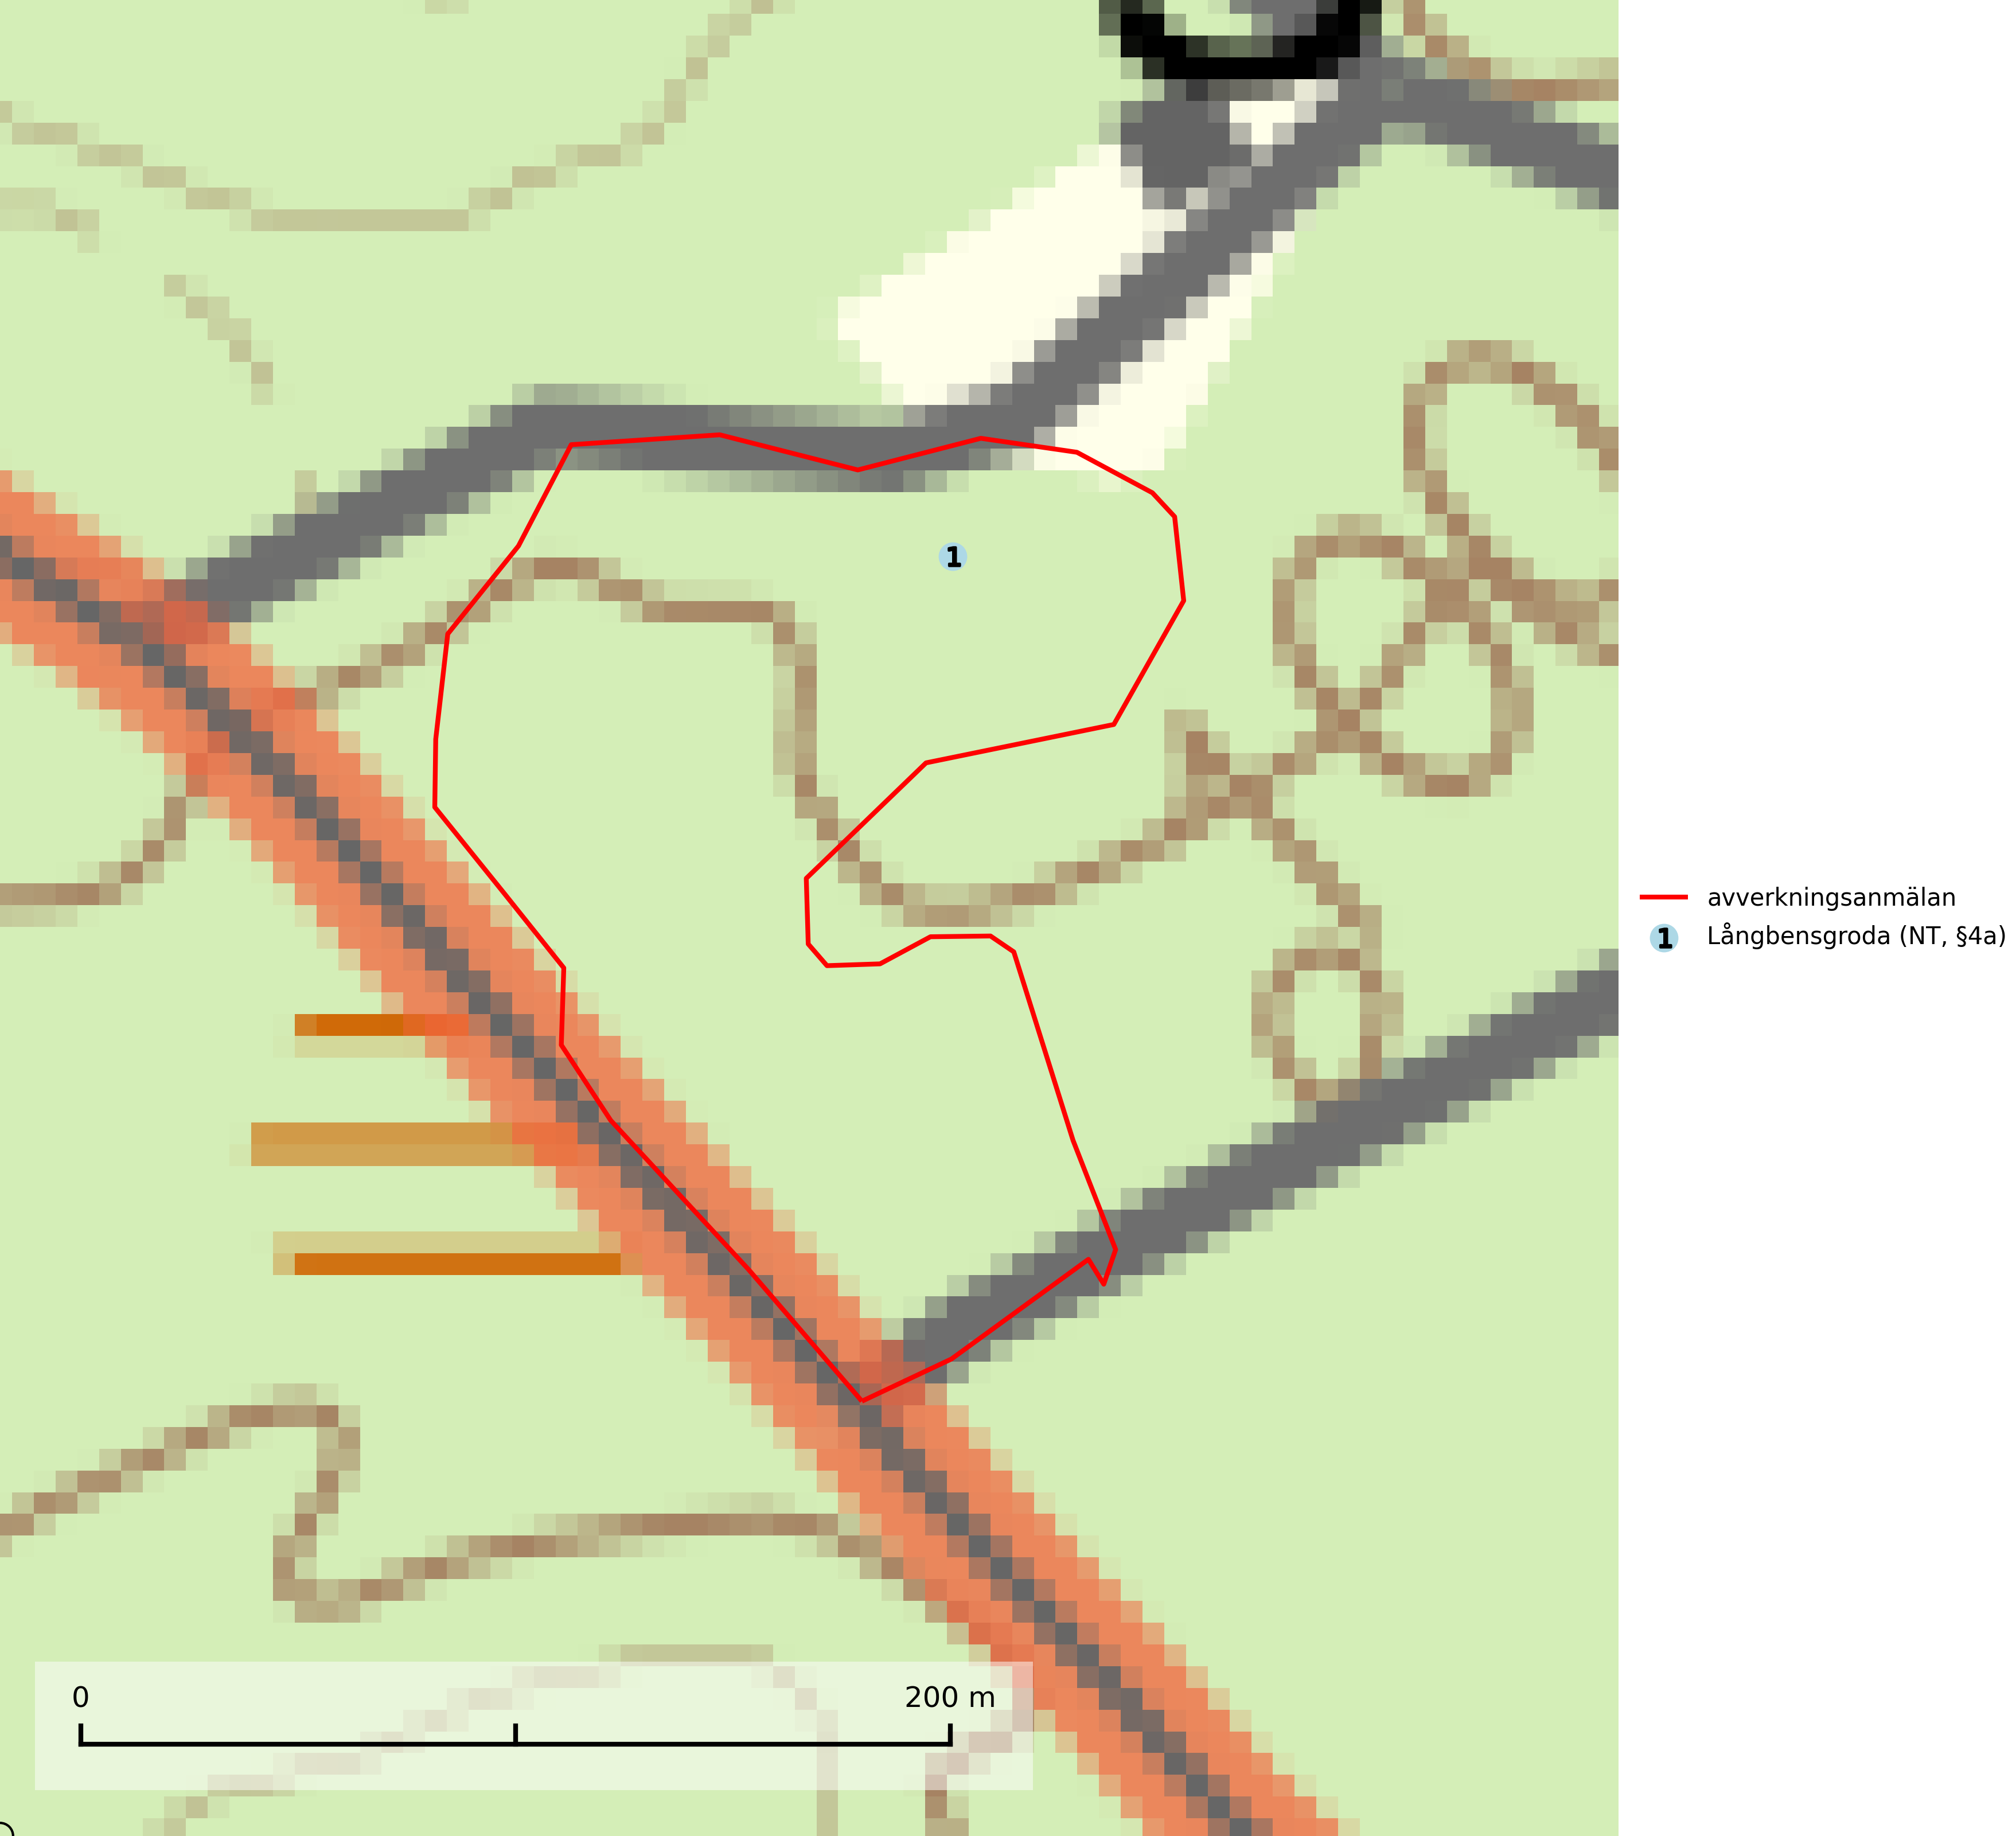 1
avverkningsanmälan
1 Långbensgroda (NT, §4a)
0 200 m